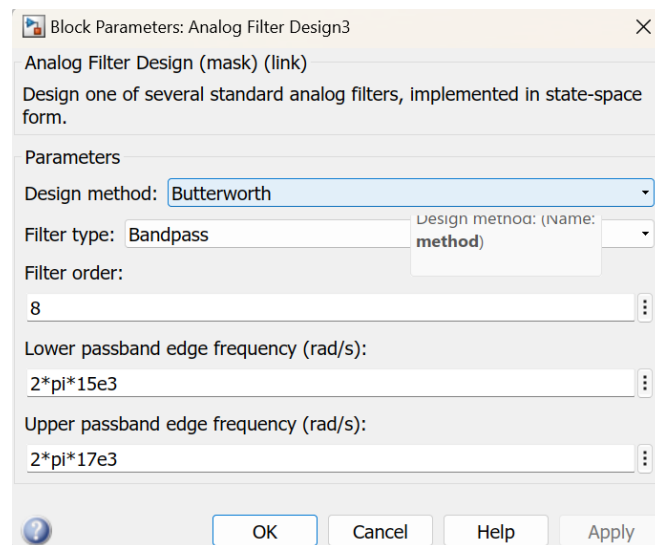 Block Parameters: Analog Filter Design3
Analog Filter Design (mask) (link)
Design one of several standard analog filters, implemented in state-space
form.
Parameters
Design method: Butterworth
Filter type: Bandpass
Design method: (Name:
method)
Filter order:
8
Lower passband edge frequency (rad/s):
2*pi*15e3
Upper passband edge frequency (rad/s):
2*pi*17e3
? OK Cancel Help Apply